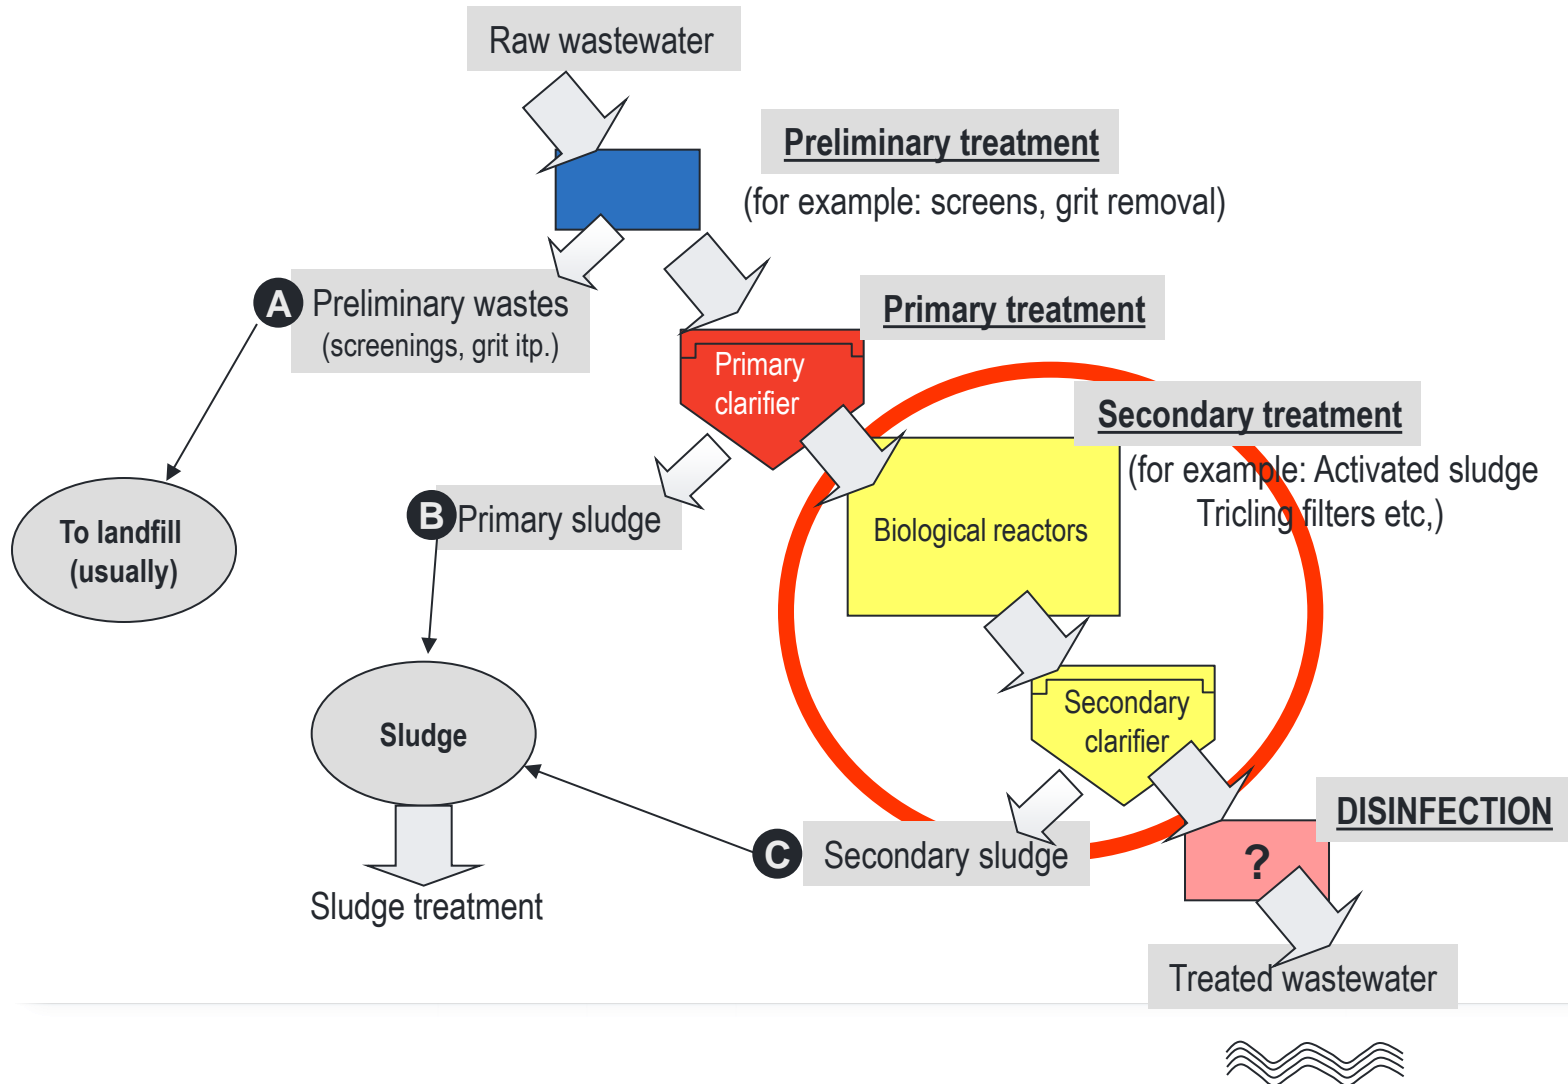 Raw wastewater
Preliminary treatment
(for example: screens, grit removal)
A
Preliminary wastes
(screenings, grit itp.)
Primary treatment
Primary
clarifier
Secondary treatment
(for example: Activated sludge
Tricling filters etc,)
B
Primary sludge
Biological reactors
To landfill
(usually)
Sludge
Secondary
clarifier
DISINFECTION
C
Secondary sludge
?
Sludge treatment
Treated wastewater